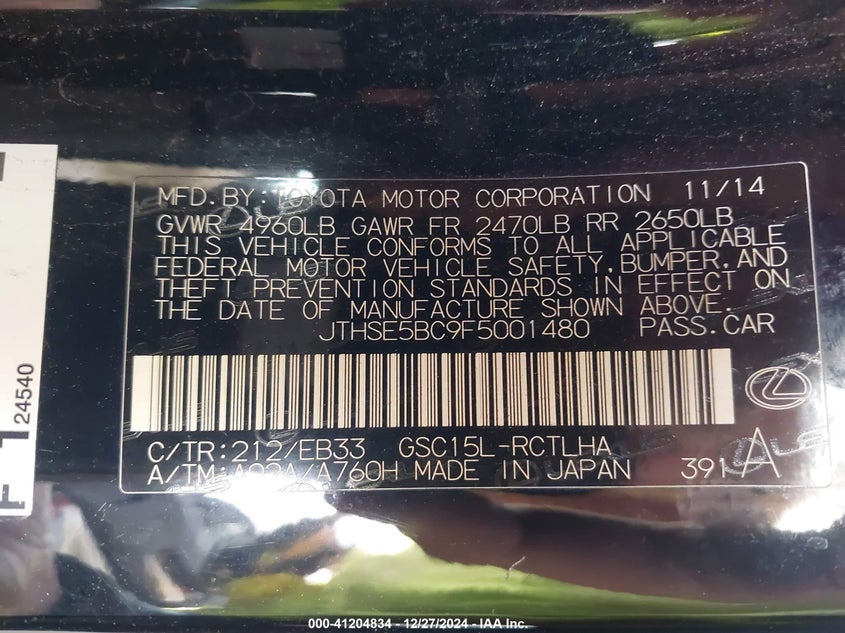 MFD.BY:TOYOTA MOTOR CORPORATION 11/14
GVWR 4960LB GAWR FR 2470LB RR 2650LB
THIS VEHICLE CONFORMS TO ALL APPLICABLE
FEDERAL MOTOR VEHICLE SAFETY,BUMPER,AND
THEFT PREVENTION STANDARDS IN EFFECT ON
THE DATE OF MANUFACTURE SHOWN ABOVE.
JTHSE5BC9F5001480 PASS.CAR
C/TR:212/EB33 GSC15L-RCTLHA
A/TM:A02A/A760H MADE IN JAPAN 391 A
24540
000-41204834 - 12/27/2024 - IAA Inc.